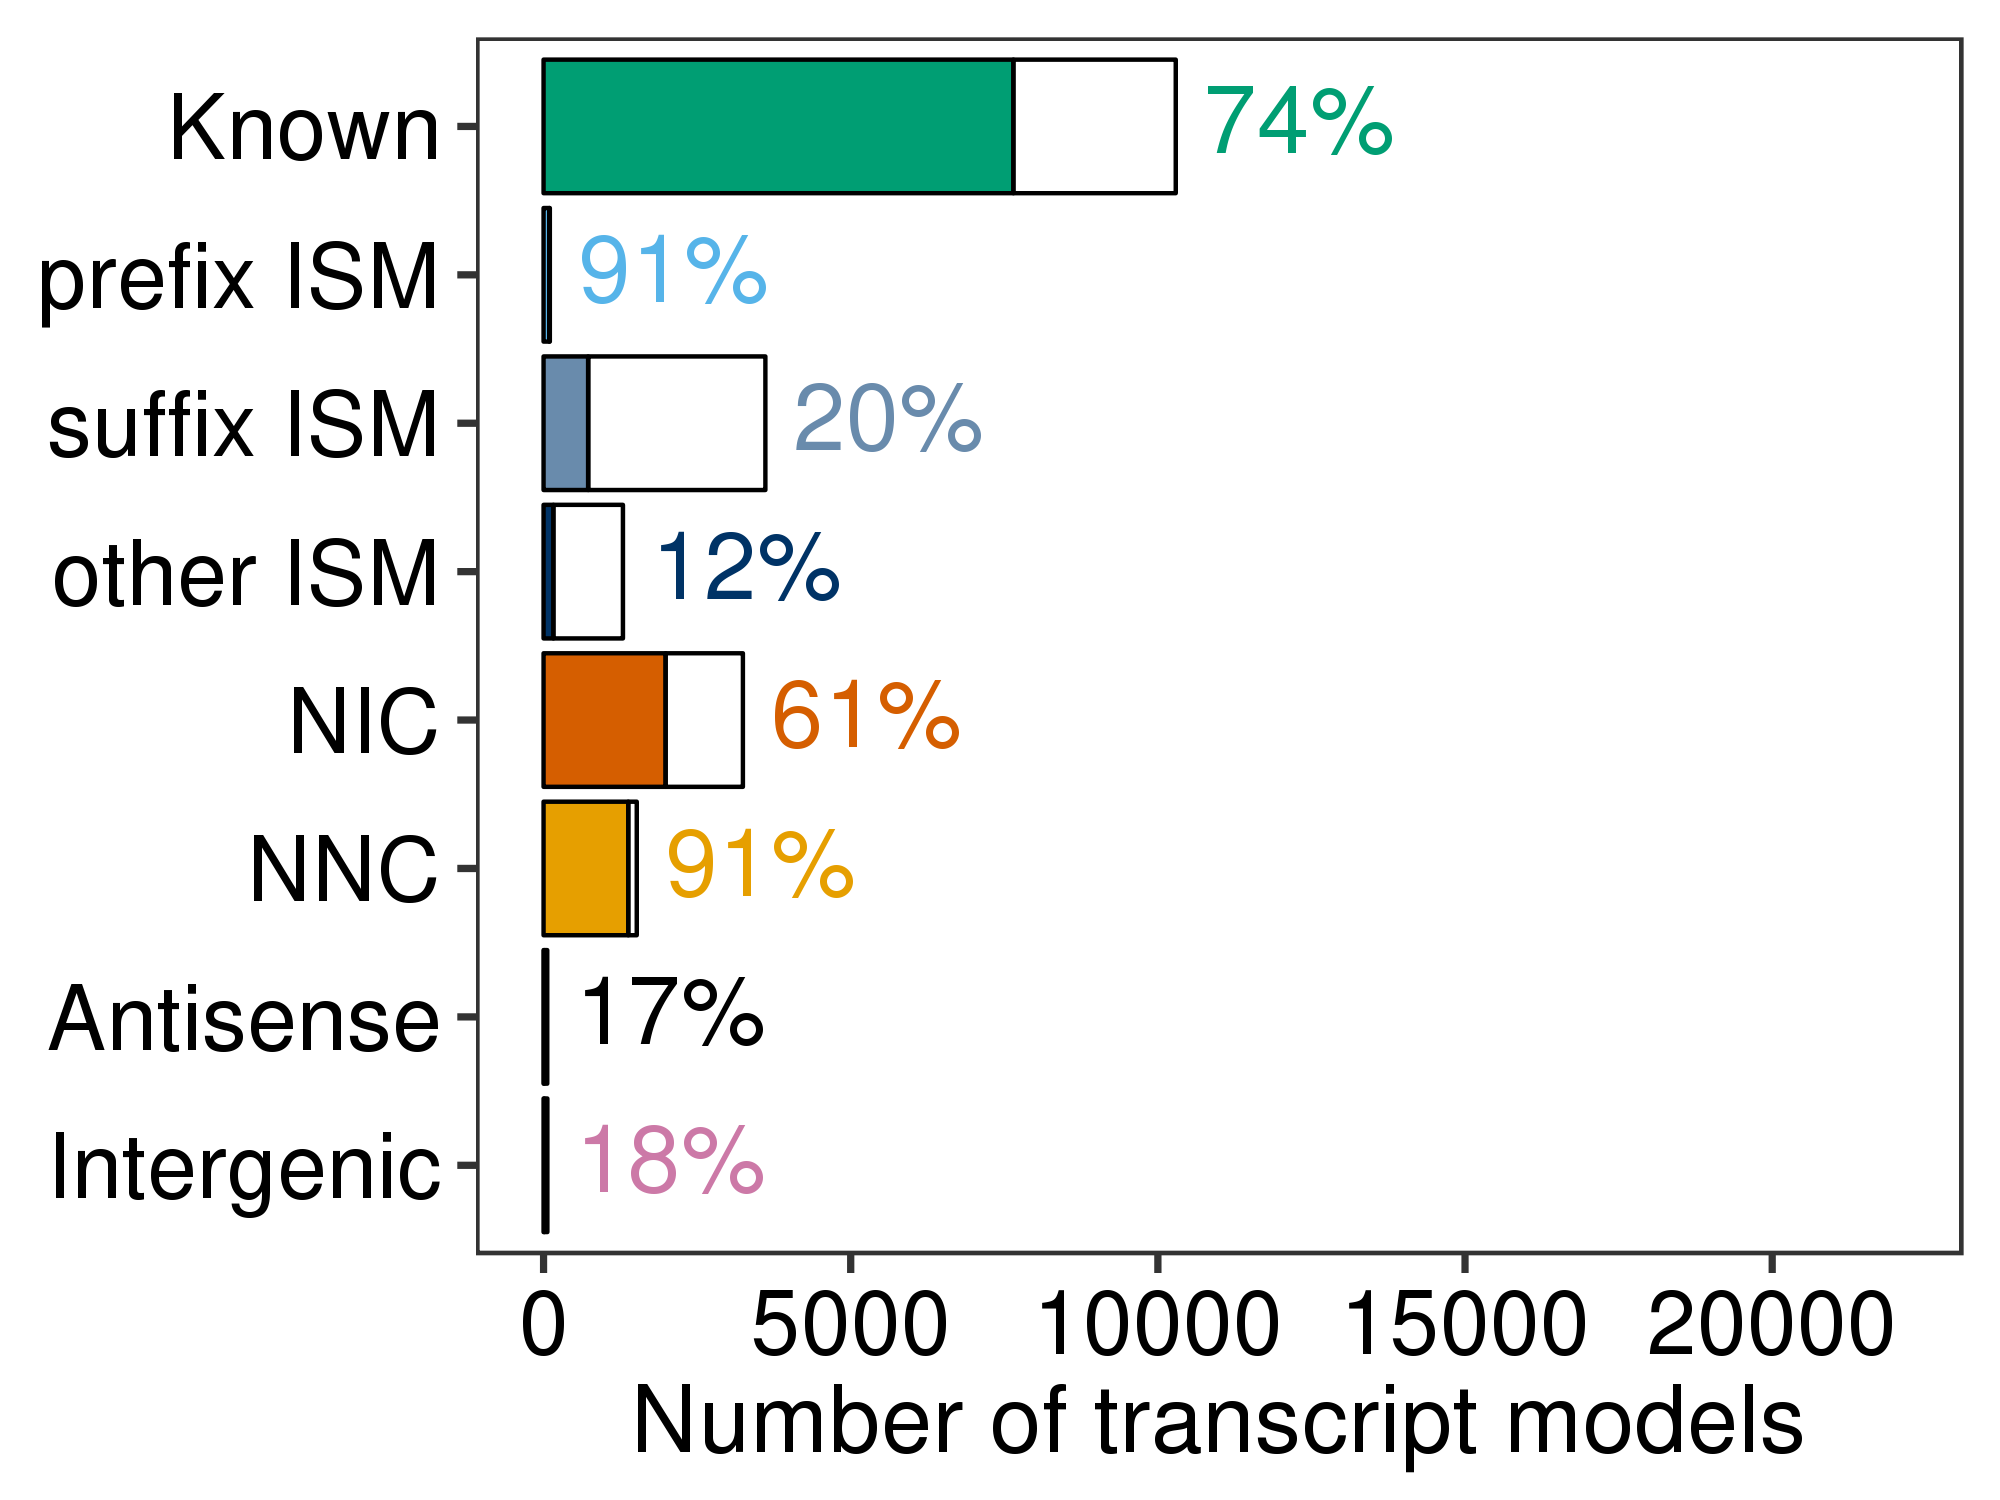 Known 74%
prefix ISM 91%
suffix ISM 20%
other ISM 12%
NIC 61%
NNC 91%
Antisense 17%
Intergenic 18%
0 5000 10000 15000 20000
Number of transcript models